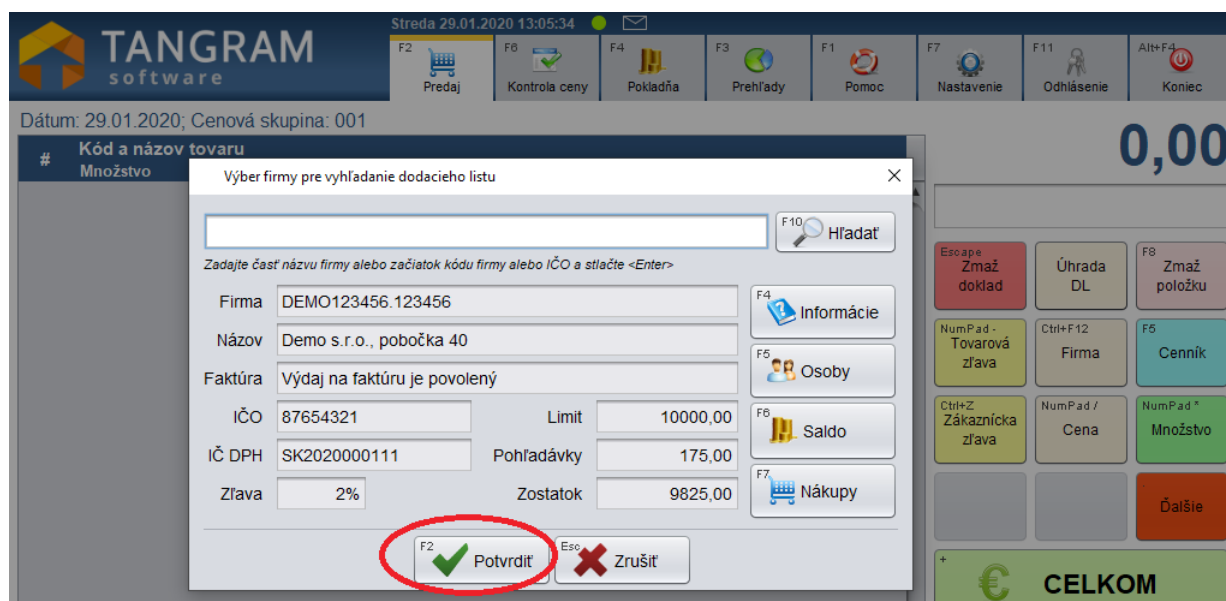 Streda 29.01.2020 13:05:34
TANGRAM
software
F2
Predaj
F6
Kontrola ceny
F4
Pokladňa
F3
Prehľady
F1
Pomoc
F7
Nastavenie
F11
Odhlásenie
Alt+F4
Koniec
Dátum: 29.01.2020; Cenová skupina: 001
0,00
#
Kód a názov tovaru
Množstvo
Výber firmy pre vyhľadanie dodacieho listu
F10
Hľadať
Zadajte časť názvu firmy alebo začiatok kódu firmy alebo IČO a stlačte <Enter>
Firma DEMO123456.123456
Názov Demo s.r.o., pobočka 40
Faktúra Výdaj na faktúru je povolený
IČO 87654321 Limit 10000,00
IČ DPH SK2020000111 Pohľadávky 175,00
Zľava 2% Zostatok 9825,00
F4
Informácie
F5
Osoby
F6
Saldo
F7
Nákupy
F2
Potvrdiť
Esc
Zrušiť
Escape
Zmaž
doklad
Úhrada
DL
F8
Zmaž
položku
NumPad -
Tovarová
zľava
Ctrl+F12
Firma
F5
Cenník
Ctrl+Z
Zákaznícka
zľava
NumPad /
Cena
NumPad *
Množstvo
Ďalšie
+
€ CELKOM